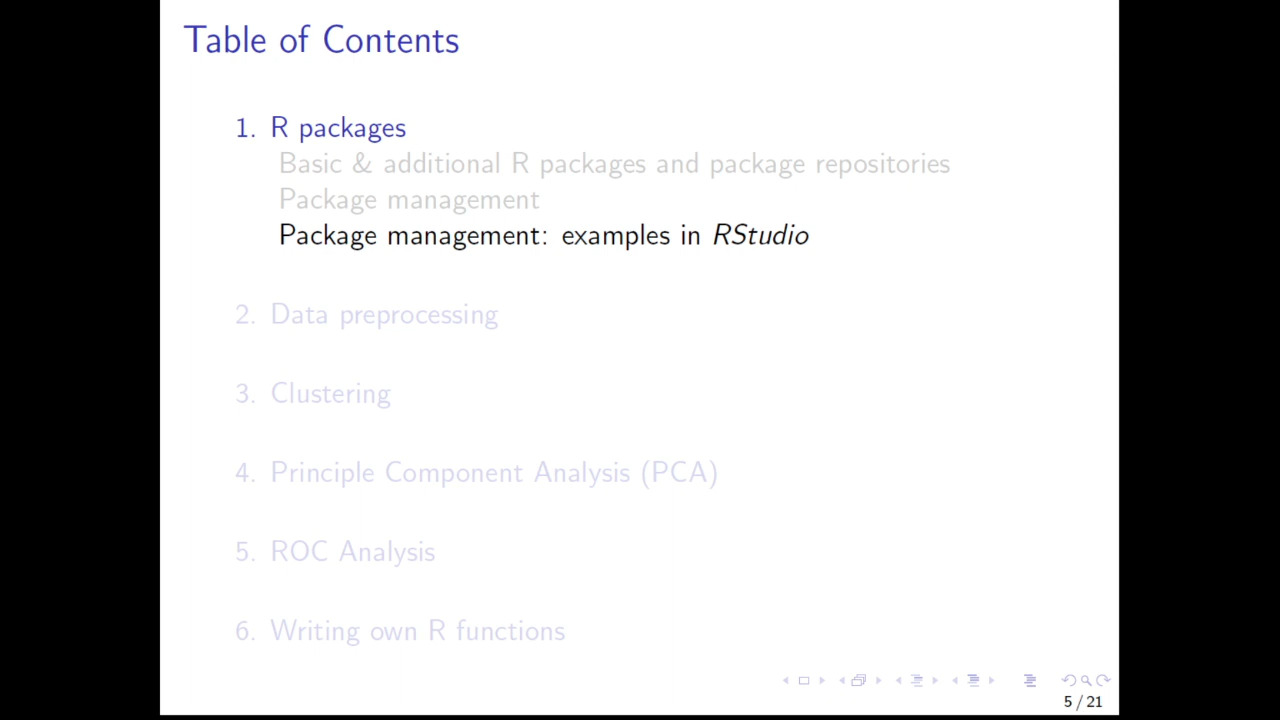 Table of Contents
1. R packages
Basic & additional R packages and package repositories
Package management
Package management: examples in RStudio
2. Data preprocessing
3. Clustering
4. Principle Component Analysis (PCA)
5. ROC Analysis
6. Writing own R functions
5 / 21